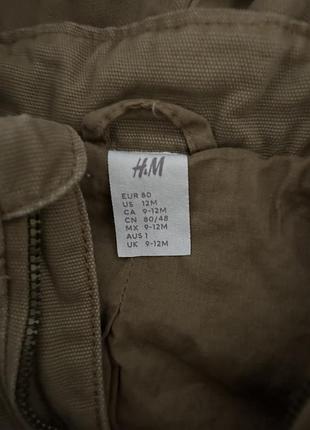 H&M
EUR 80
US 12M
CA 9-12M
CN 80/48
MX 9-12M
AUS 1
UK 9-12M